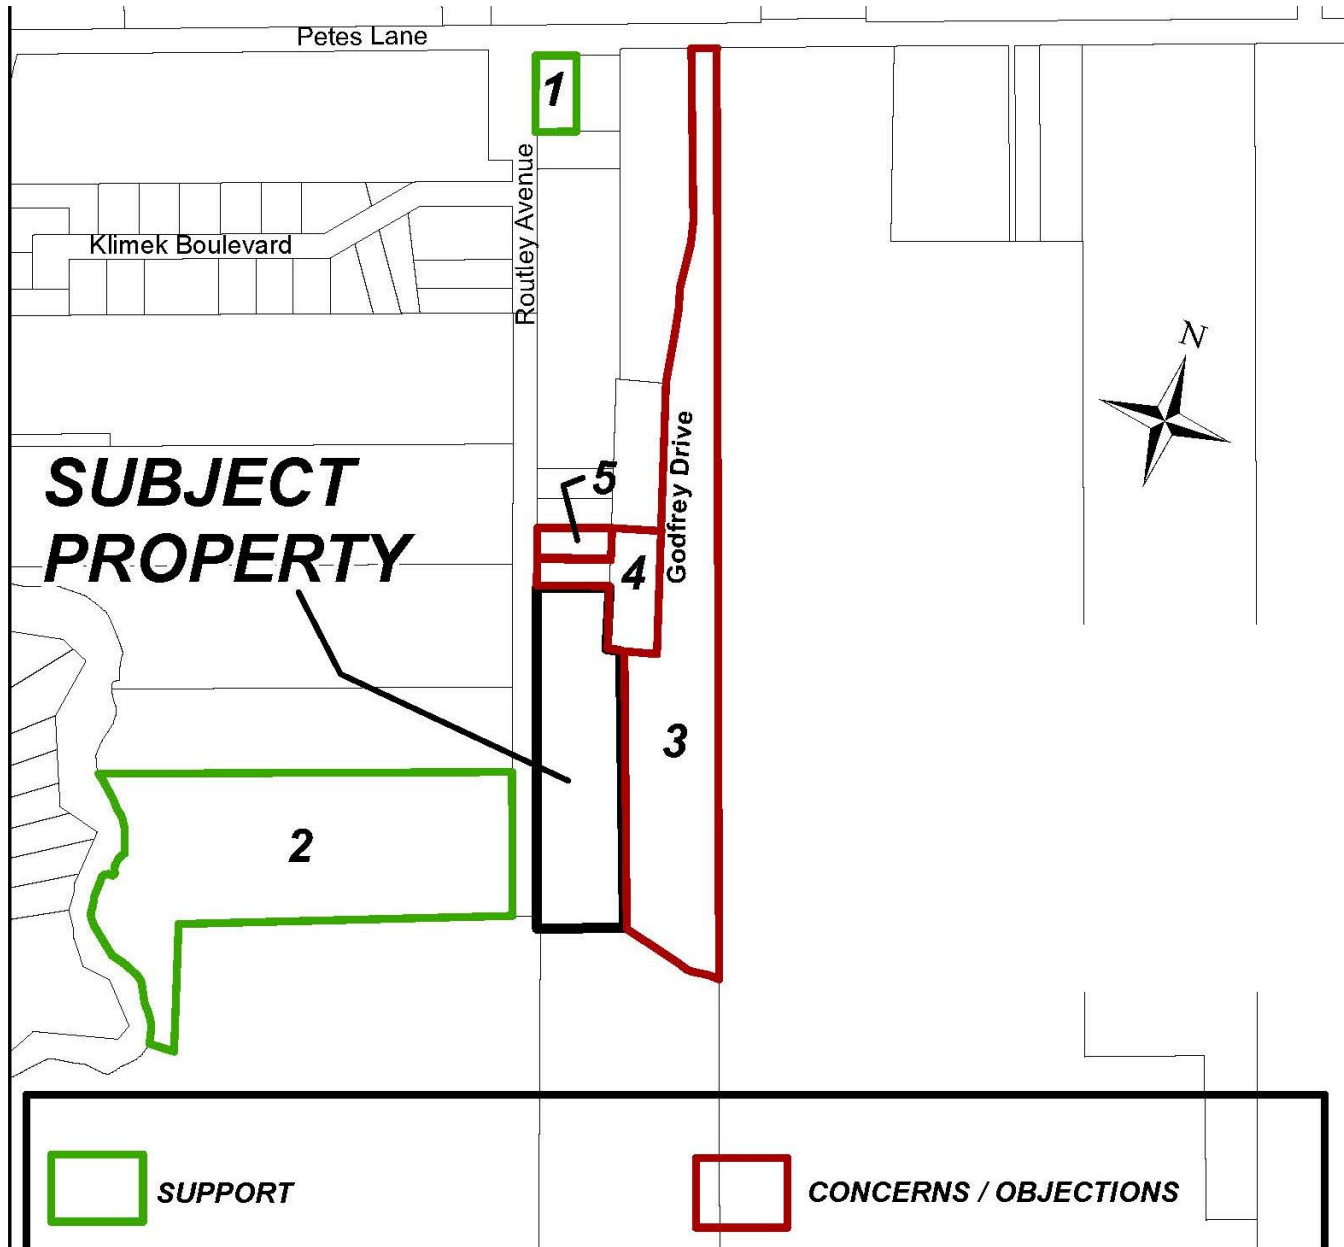 Petes Lane
1
Routley Avenue
Klimek Boulevard
N
SUBJECT
PROPERTY
5
Godfrey Drive
4
3
2
SUPPORT
CONCERNS / OBJECTIONS